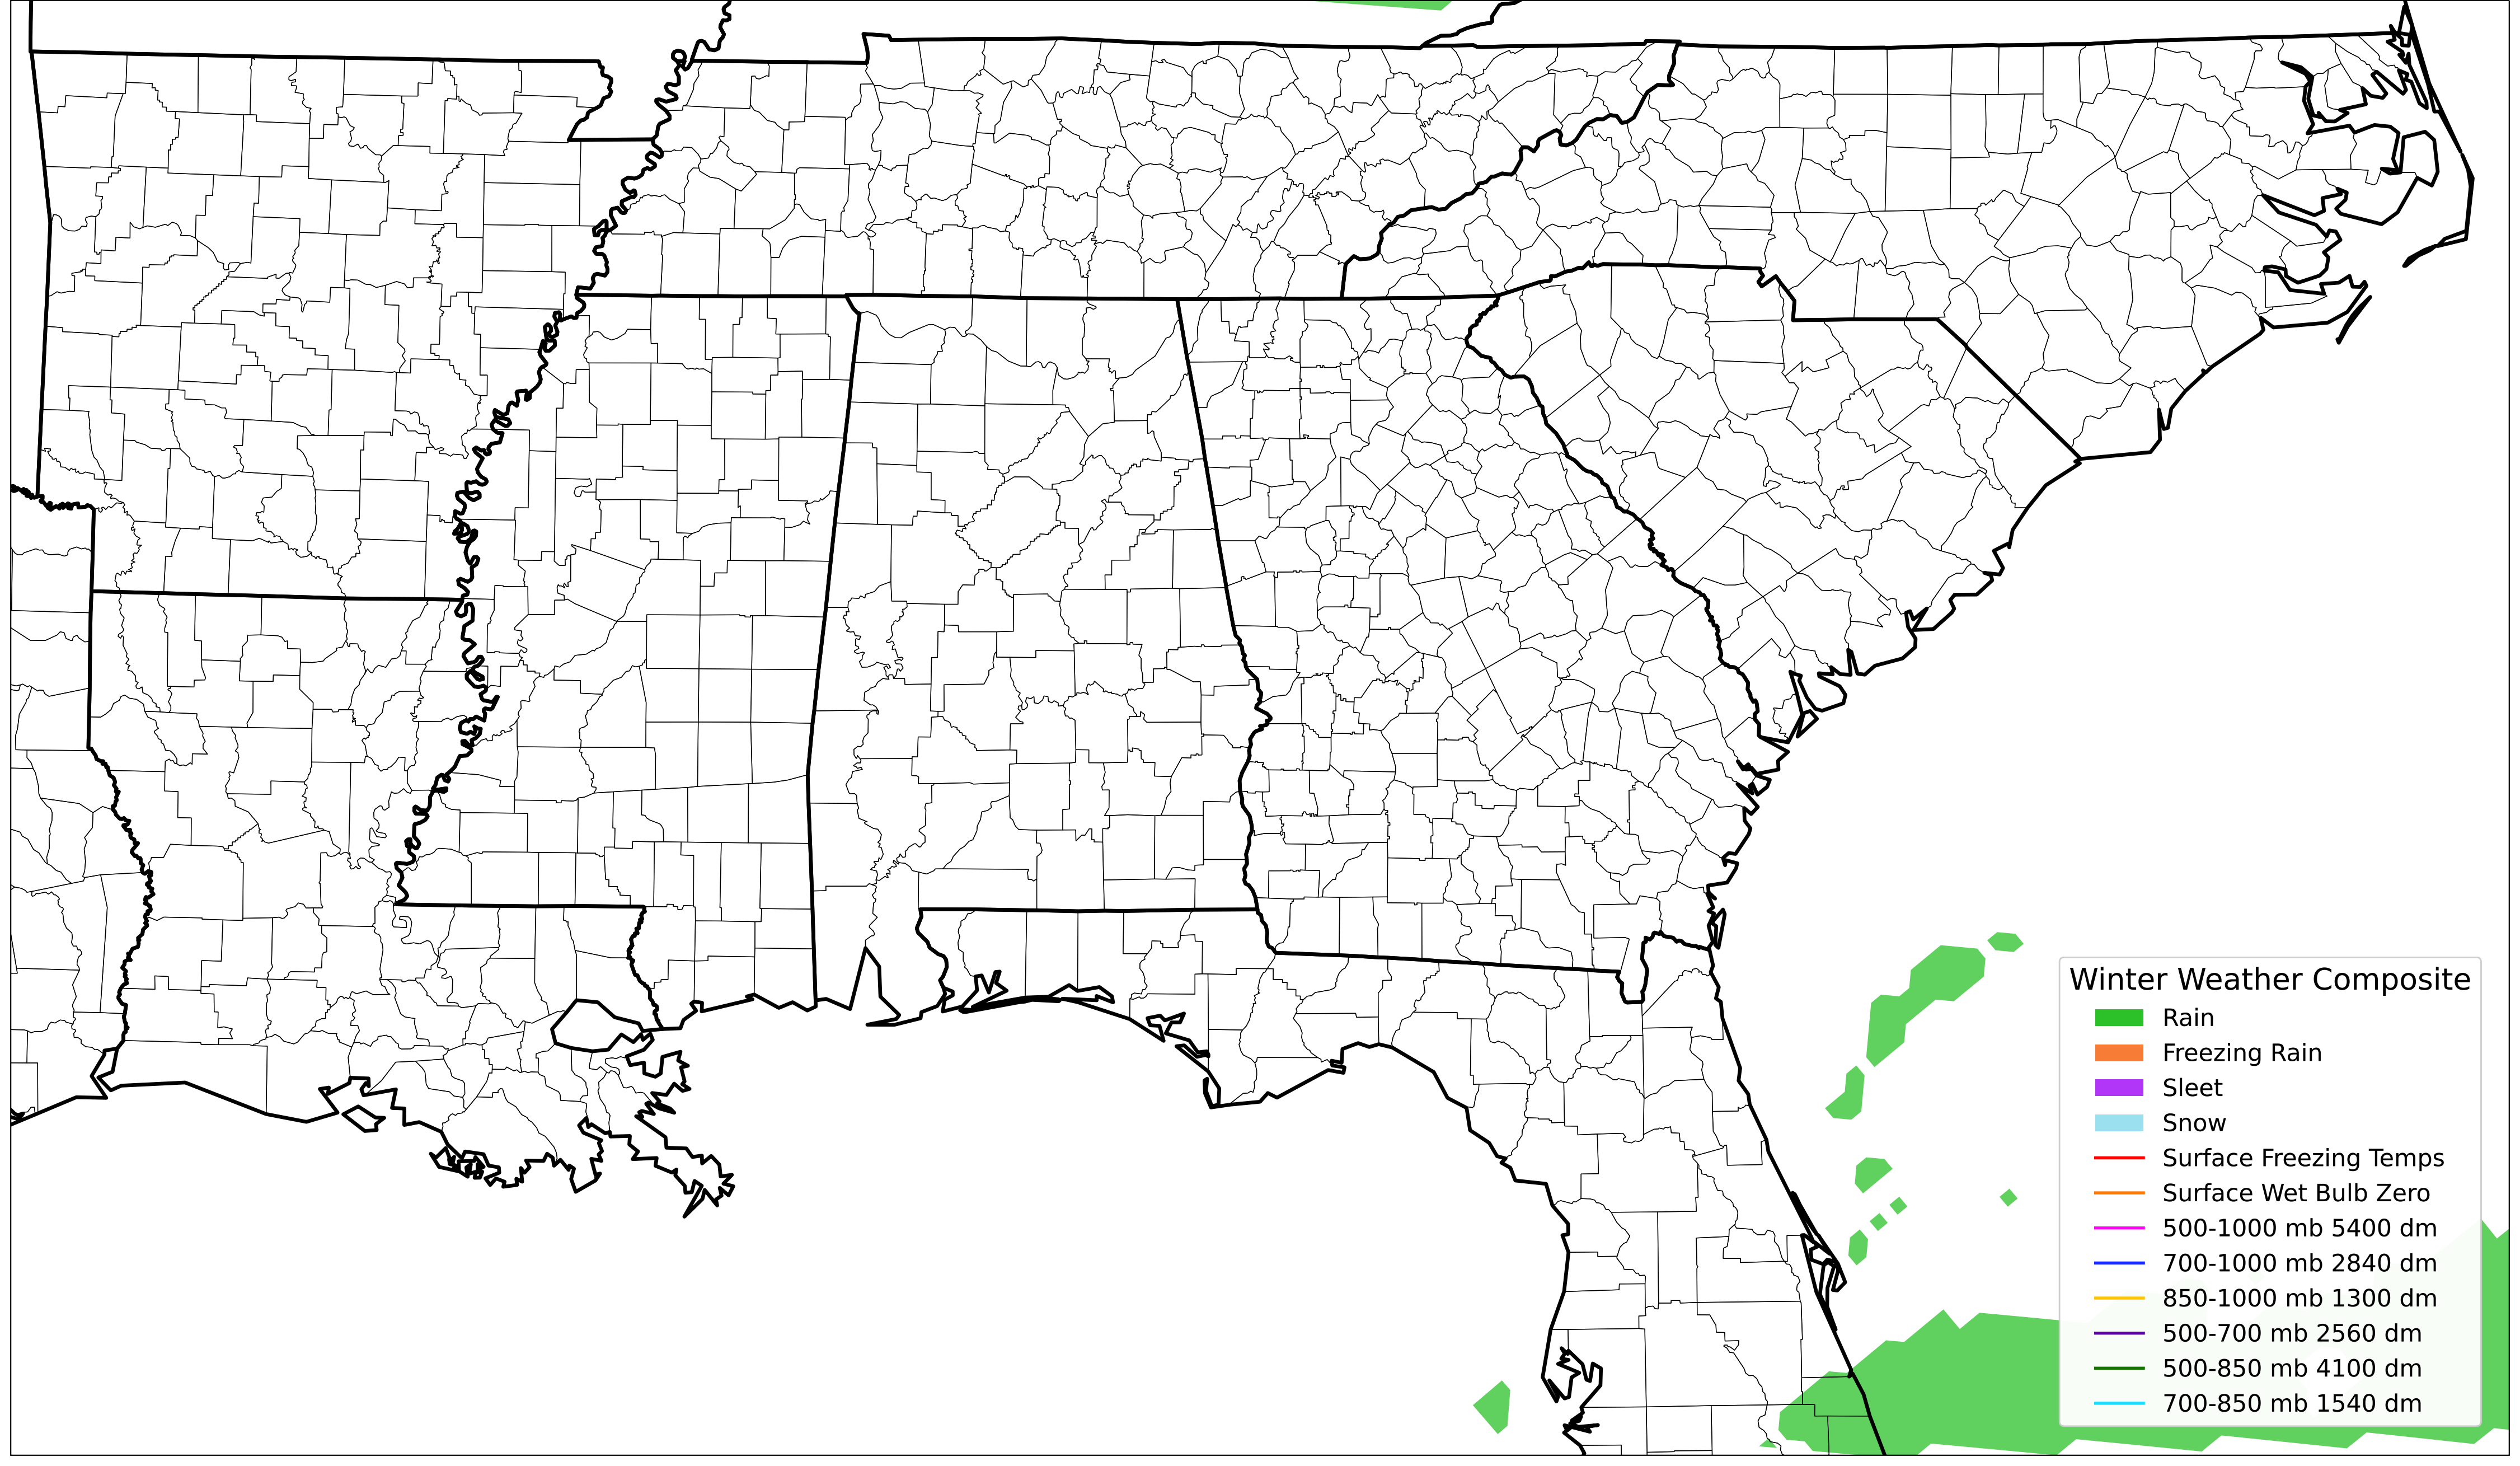 Winter Weather Composite
Rain
Freezing Rain
Sleet
Snow
Surface Freezing Temps
Surface Wet Bulb Zero
500-1000 mb 5400 dm
700-1000 mb 2840 dm
850-1000 mb 1300 dm
500-700 mb 2560 dm
500-850 mb 4100 dm
700-850 mb 1540 dm